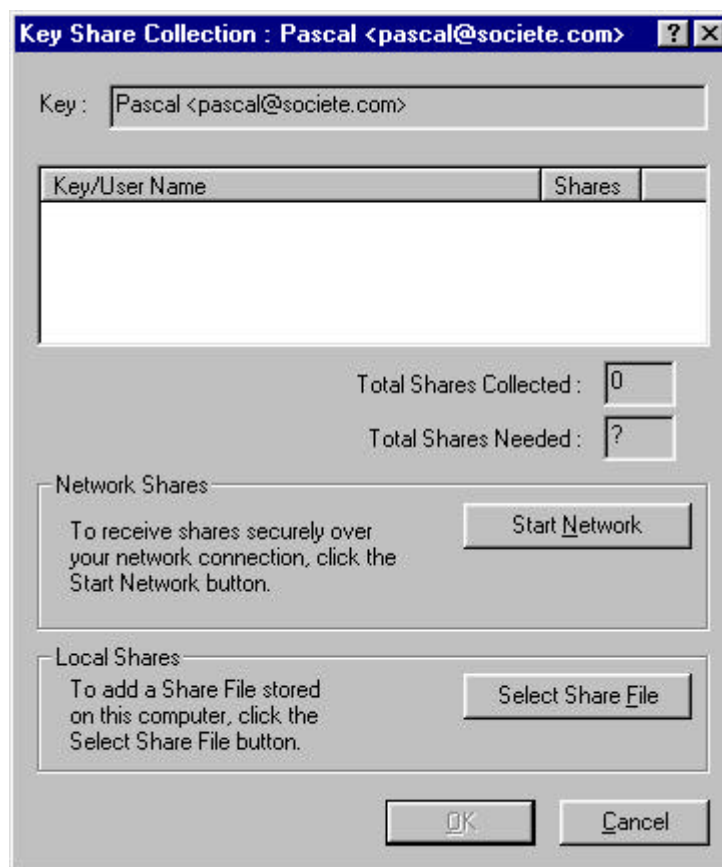 Key Share Collection : Pascal <pascal@societe.com>
Key : Pascal <pascal@societe.com>
Key/User Name Shares
Total Shares Collected : 0
Total Shares Needed : ?
Network Shares
To receive shares securely over
your network connection, click the
Start Network button.
Start Network
Local Shares
To add a Share File stored
on this computer, click the
Select Share File button.
Select Share File
OK Cancel